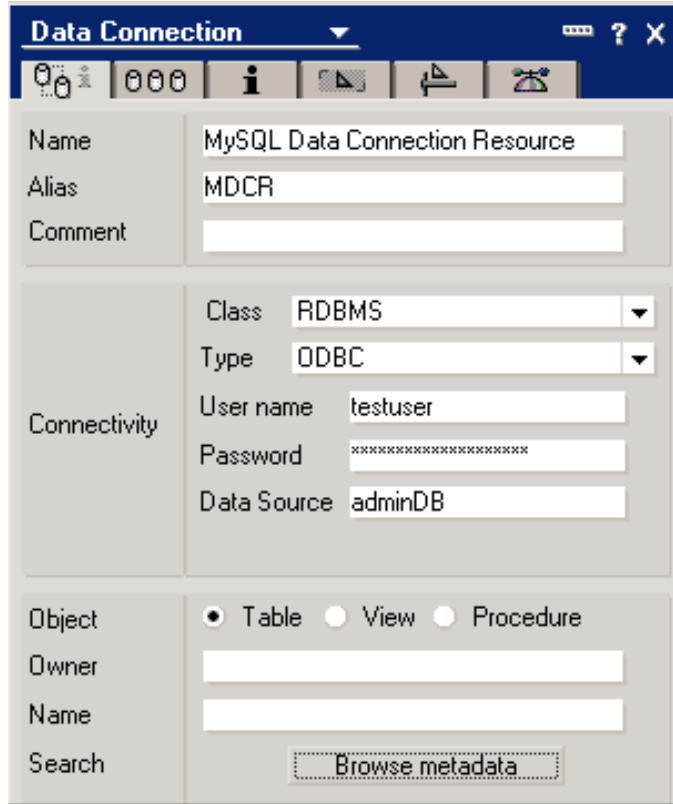 Data Connection ?
Name MySQL Data Connection Resource
Alias MDCR
Comment
Class RDBMS
Type ODBC
Connectivity
User name testuser
Password *******************
Data Source adminDB
Object Table View Procedure
Owner
Name
Search Browse metadata